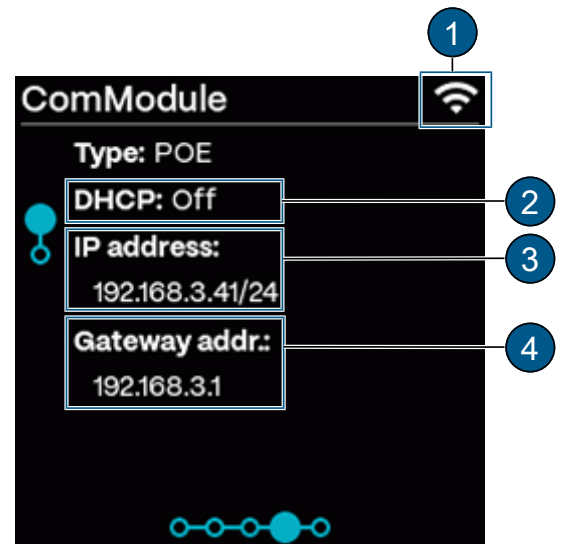 1
ComModule
Type: POE
DHCP: Off
2
IP address:
3
192.168.3.41/24
Gateway addr.:
4
192.168.3.1